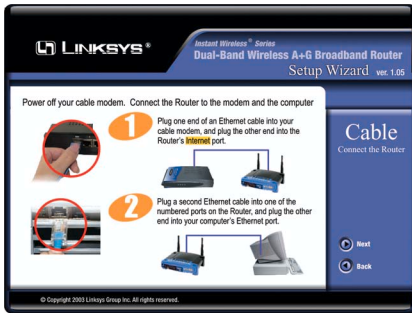 LINKSYS®
Instant Wireless® Series
Dual-Band Wireless A+G Broadband Router
Setup Wizard ver. 1.05
Power off your cable modem. Connect the Router to the modem and the computer
1
Plug one end of an Ethernet cable into your
cable modem, and plug the other end into the
Router's Internet port.
2
Plug a second Ethernet cable into one of the
numbered ports on the Router, and plug the other
end into your computer's Ethernet port.
Cable
Connect the Router
Next
Back
© Copyright 2003 Linksys Group Inc. All rights reserved.